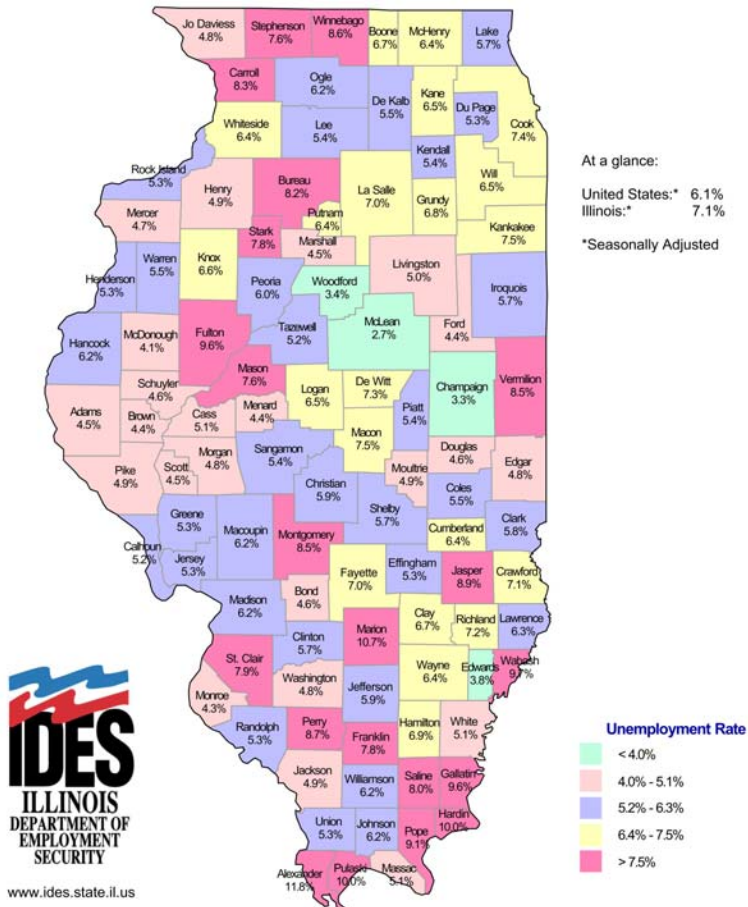 Jo Daviess
4.8%
Stephenson
7.6%
Winnebago
8.6%
Boone
6.7%
McHenry
6.4%
Lake
5.7%
Carroll
8.3%
Ogle
6.2%
De Kalb
5.5%
Kane
6.5%
Du Page
5.3%
Cook
7.4%
Whiteside
6.4%
Lee
5.4%
Kendall
5.4%
Will
6.5%
At a glance:
United States:* 6.1%
Illinois:* 7.1%
*Seasonally Adjusted
Rock Island
5.3%
Henry
4.9%
Bureau
8.2%
La Salle
7.0%
Grundy
6.8%
Kankakee
7.5%
Mercer
4.7%
Putnam
6.4%
Stark
7.8%
Marshall
4.5%
Livingston
5.0%
Iroquois
5.7%
Henderson
5.3%
Warren
5.5%
Knox
6.6%
Peoria
6.0%
Woodford
3.4%
McLean
2.7%
Ford
4.4%
Hancock
6.2%
McDonough
4.1%
Fulton
9.6%
Tazewell
5.2%
Mason
7.6%
Logan
6.5%
De Witt
7.3%
Piatt
5.4%
Champaign
3.3%
Vermilion
8.5%
Schuyler
4.6%
Adams
4.5%
Brown
4.4%
Cass
5.1%
Menard
4.4%
Macon
7.5%
Pike
4.9%
Scott
4.5%
Morgan
4.8%
Sangamon
5.4%
Christian
5.9%
Moultrie
4.9%
Douglas
4.6%
Edgar
4.8%
Coles
5.5%
Shelby
5.7%
Cumberland
6.4%
Clark
5.8%
Greene
5.3%
Macoupin
6.2%
Montgomery
8.5%
Calhoun
5.2%
Jersey
5.3%
Madison
6.2%
Bond
4.6%
Fayette
7.0%
Effingham
5.3%
Jasper
8.9%
Crawford
7.1%
Clay
6.7%
Richland
7.2%
Lawrence
6.3%
Clinton
5.7%
Marion
10.7%
Wayne
6.4%
Edwards
3.8%
Wabash
9.7%
St. Clair
7.9%
Washington
4.8%
Jefferson
5.9%
Monroe
4.3%
Randolph
5.3%
Perry
8.7%
Franklin
7.8%
Hamilton
6.9%
White
5.1%
Jackson
4.9%
Williamson
6.2%
Saline
8.0%
Gallatin
9.6%
Union
5.3%
Johnson
6.2%
Pope
9.1%
Hardin
10.0%
Alexander
11.8%
Pulaski
10.0%
Massac
5.1%
IDES
ILLINOIS
DEPARTMENT OF
EMPLOYMENT
SECURITY
www.ides.state.il.us
Unemployment Rate
< 4.0%
4.0% - 5.1%
5.2% - 6.3%
6.4% - 7.5%
> 7.5%